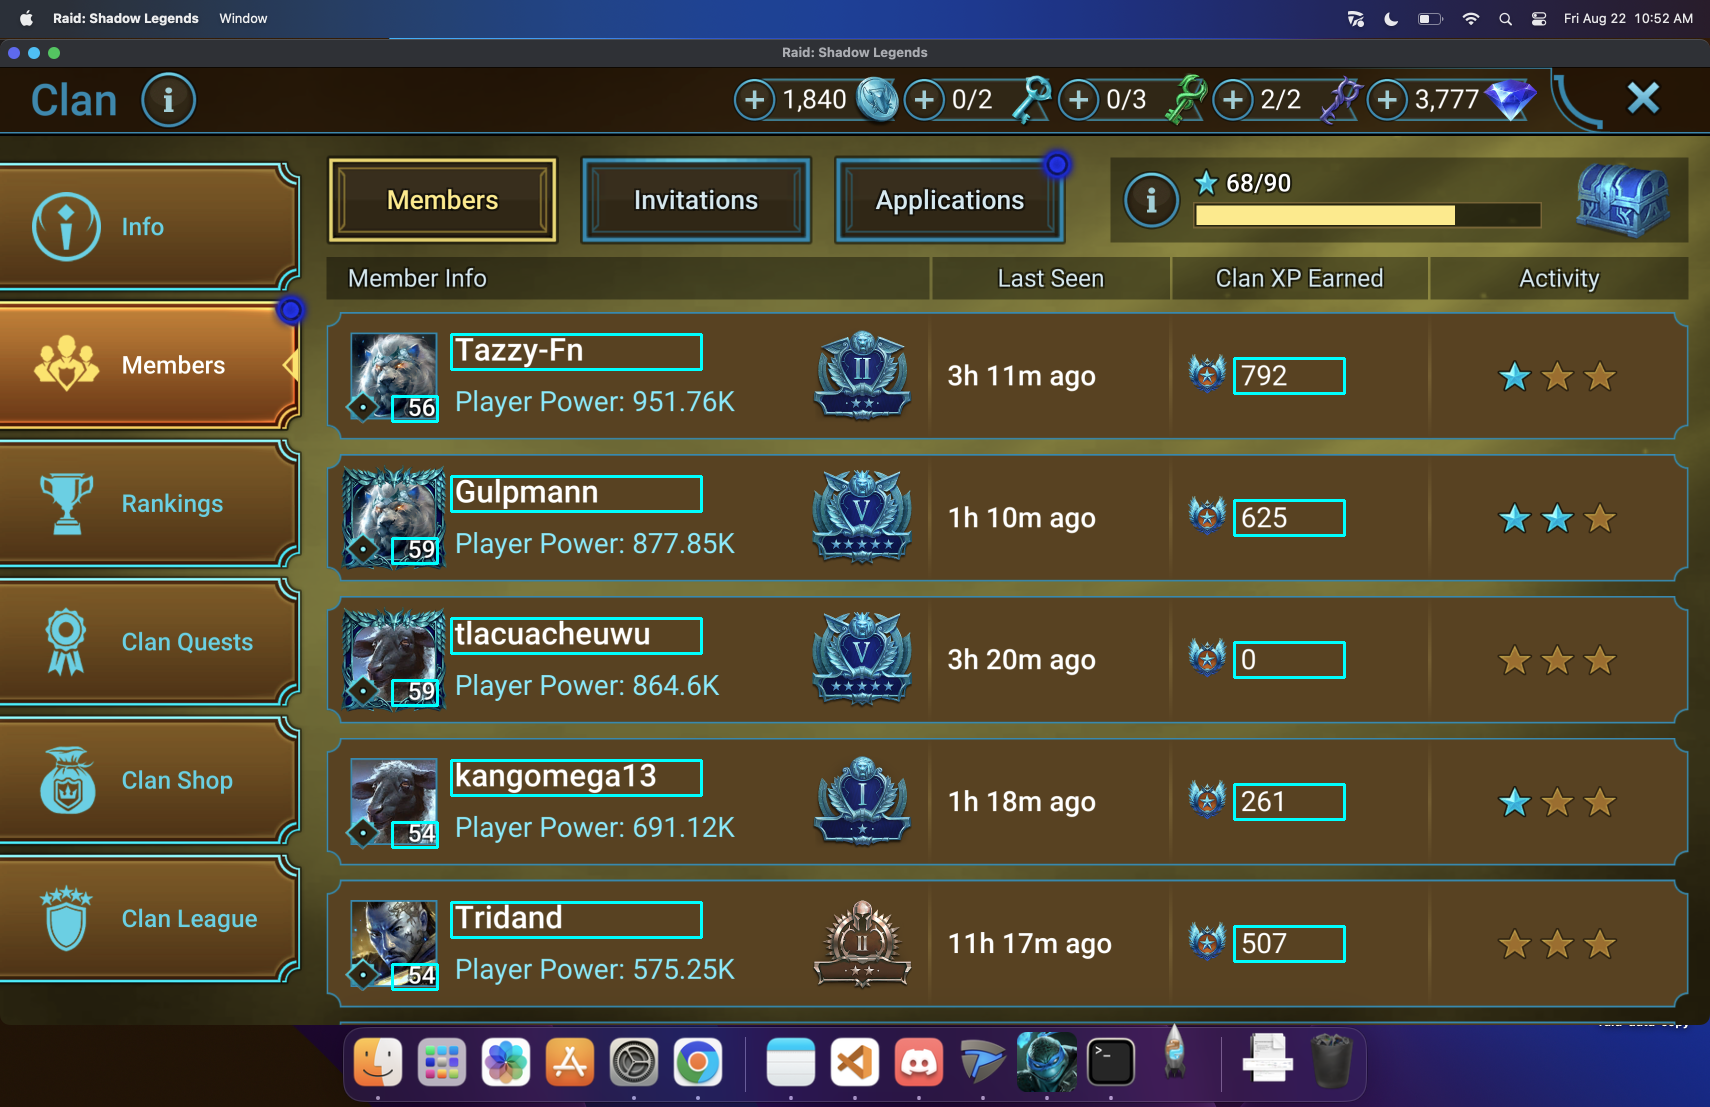 Raid: Shadow Legends Window Fri Aug 22 10:52 AM
Raid: Shadow Legends
Clan i 1,840 0/2 0/3 2/2 3,777
Members Invitations Applications i 68/90
Info
Members
Rankings
Clan Quests
Clan Shop
Clan League
Member Info Last Seen Clan XP Earned Activity
Tazzy-Fn
56 Player Power: 951.76K II 3h 11m ago 792
Gulpmann
59 Player Power: 877.85K V 1h 10m ago 625
tlacuacheuwu
59 Player Power: 864.6K V 3h 20m ago 0
kangomega13
54 Player Power: 691.12K I 1h 18m ago 261
Tridand
54 Player Power: 575.25K II 11h 17m ago 507